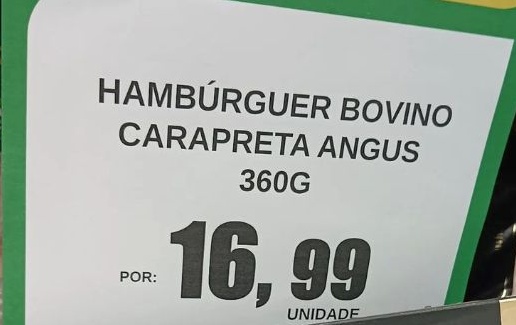 HAMBÚRGUER BOVINO
CARAPRETA ANGUS
360G
POR: 16,99
UNIDADE